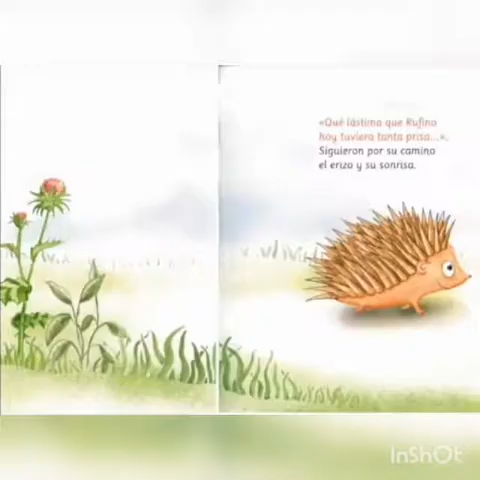 «Qué lástima que Rufino
hoy tuviera tanta prisa...».
Siguieron por su camino
el erizo y su sonrisa.
InShOt